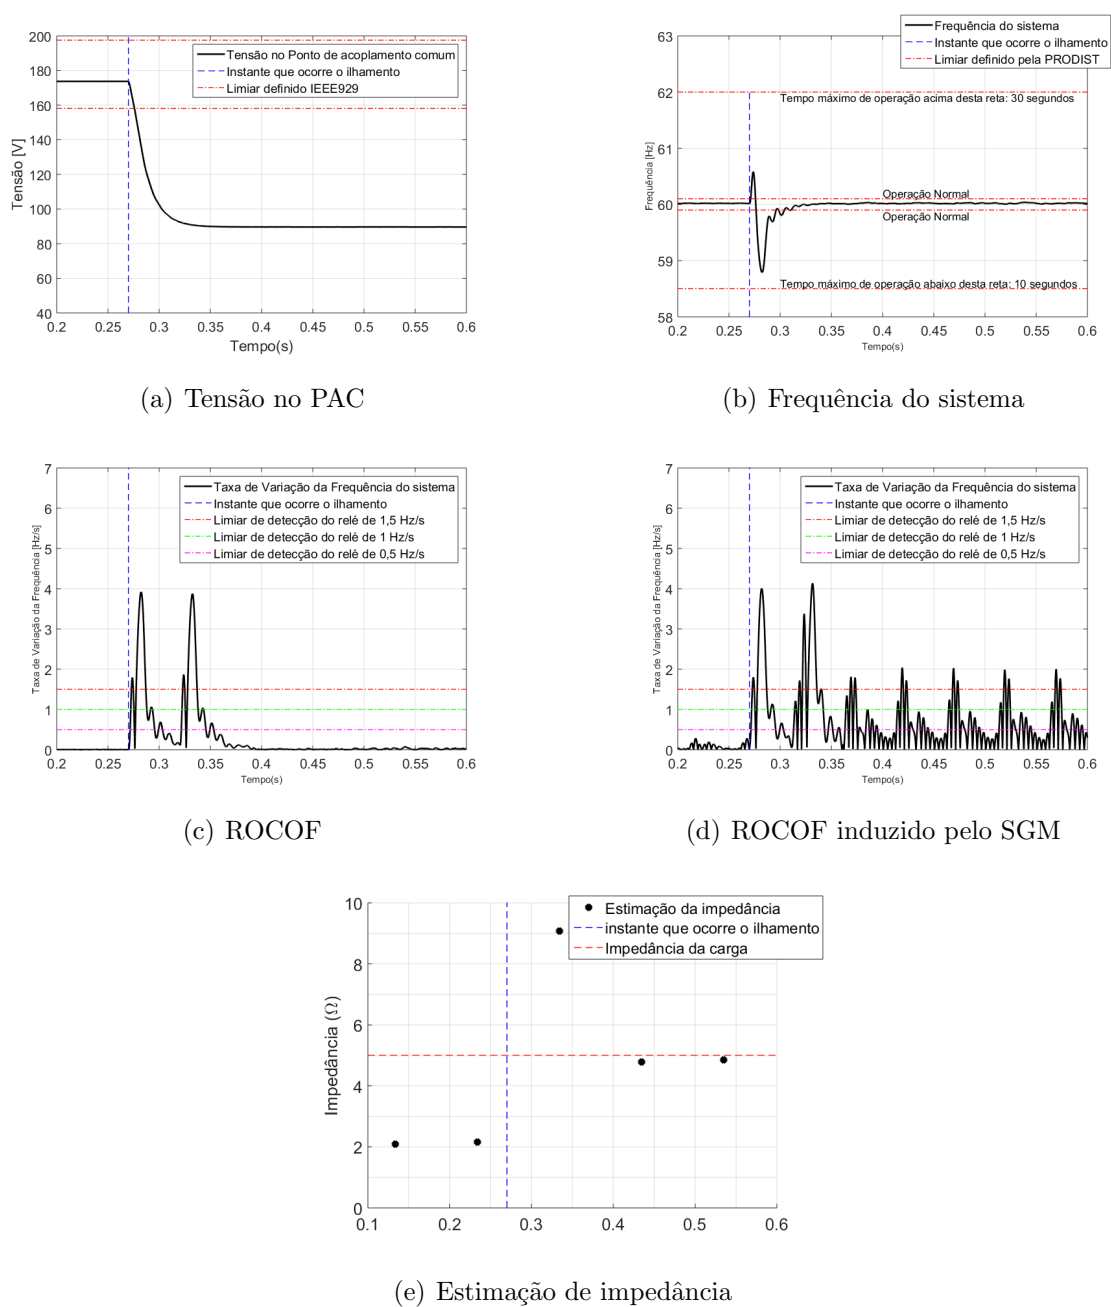 200
180
160
140
120
100
80
60
40
0.2
0.25
0.3
0.35
0.4
0.45
0.5
0.55
0.6
Tensão [V]
Tempo(s)
Tensão no Ponto de acoplamento comum
Instante que ocorre o ilhamento
Limiar definido IEEE929
(a) Tensão no PAC
63
62
61
60
59
58
0.2
0.25
0.3
0.35
0.4
0.45
0.5
0.55
0.6
Frequência [Hz]
Tempo(s)
Frequência do sistema
Instante que ocorre o ilhamento
Limiar definido pela PRODIST
Tempo máximo de operação acima desta reta: 30 segundos
Operação Normal
Operação Normal
Tempo máximo de operação abaixo desta reta: 10 segundos
(b) Frequência do sistema
7
6
5
4
3
2
1
0
0.2
0.25
0.3
0.35
0.4
0.45
0.5
0.55
0.6
Taxa de Variação da Frequência [Hz/s]
Tempo(s)
Taxa de Variação da Frequência do sistema
Instante que ocorre o ilhamento
Limiar de detecção do relé de 1,5 Hz/s
Limiar de detecção do relé de 1 Hz/s
Limiar de detecção do relé de 0,5 Hz/s
(c) ROCOF
7
6
5
4
3
2
1
0
0.2
0.25
0.3
0.35
0.4
0.45
0.5
0.55
0.6
Taxa de Variação da Frequência [Hz/s]
Tempo(s)
Taxa de Variação da Frequência do sistema
Instante que ocorre o ilhamento
Limiar de detecção do relé de 1,5 Hz/s
Limiar de detecção do relé de 1 Hz/s
Limiar de detecção do relé de 0,5 Hz/s
(d) ROCOF induzido pelo SGM
10
8
6
4
2
0
0.1
0.2
0.3
0.4
0.5
0.6
Impedância (Ω)
Estimação da impedância
instante que ocorre o ilhamento
Impedância da carga
(e) Estimação de impedância